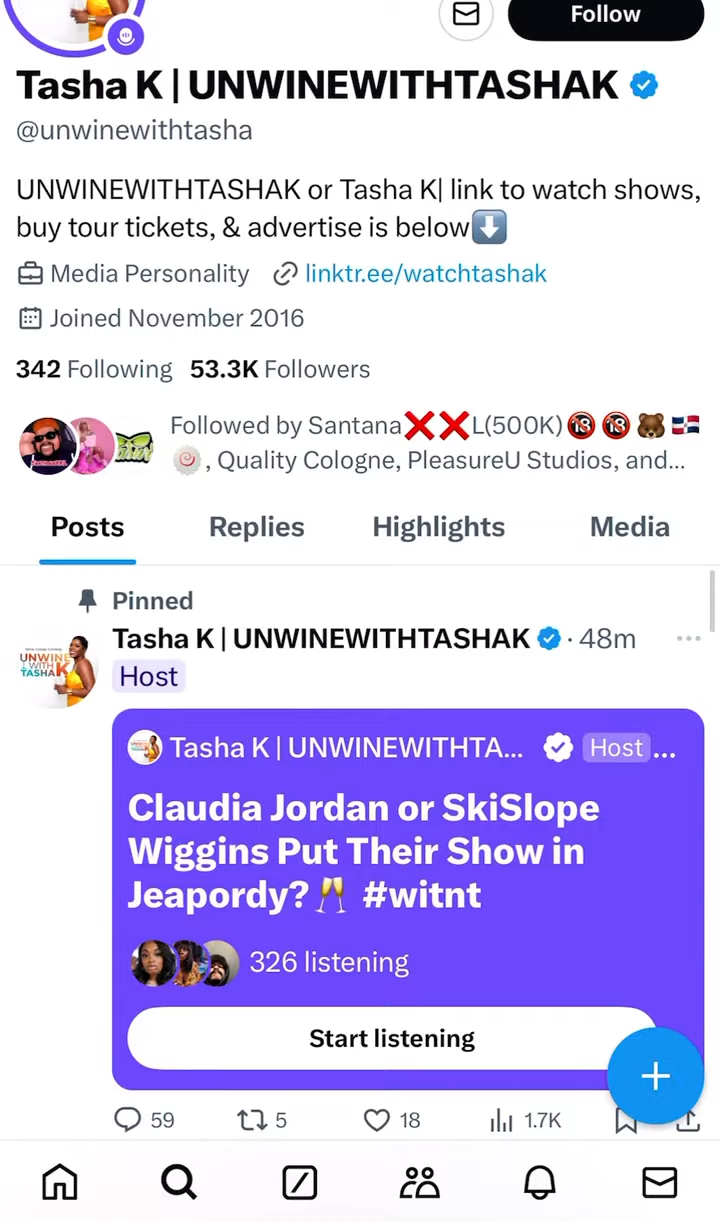 Follow
Tasha K | UNWINEWITHTASHAK
@unwinewithtasha
UNWINEWITHTASHAK or Tasha K| link to watch shows,
buy tour tickets, & advertise is below⬇️
Media Personality linktr.ee/watchtashak
Joined November 2016
342 Following 53.3K Followers
Followed by Santana❌❌L(500K)🔞🔞🐻🇩🇴
🍥, Quality Cologne, PleasureU Studios, and...
Posts Replies Highlights Media
Pinned
Tasha K | UNWINEWITHTASHAK · 48m
UNWINE
WITH
TASHA K
Host
Tasha K | UNWINEWITHTA... Host ...
Claudia Jordan or SkiSlope
Wiggins Put Their Show in
Jeapordy?🥂 #witnt
326 listening
Start listening
59 5 18 1.7K